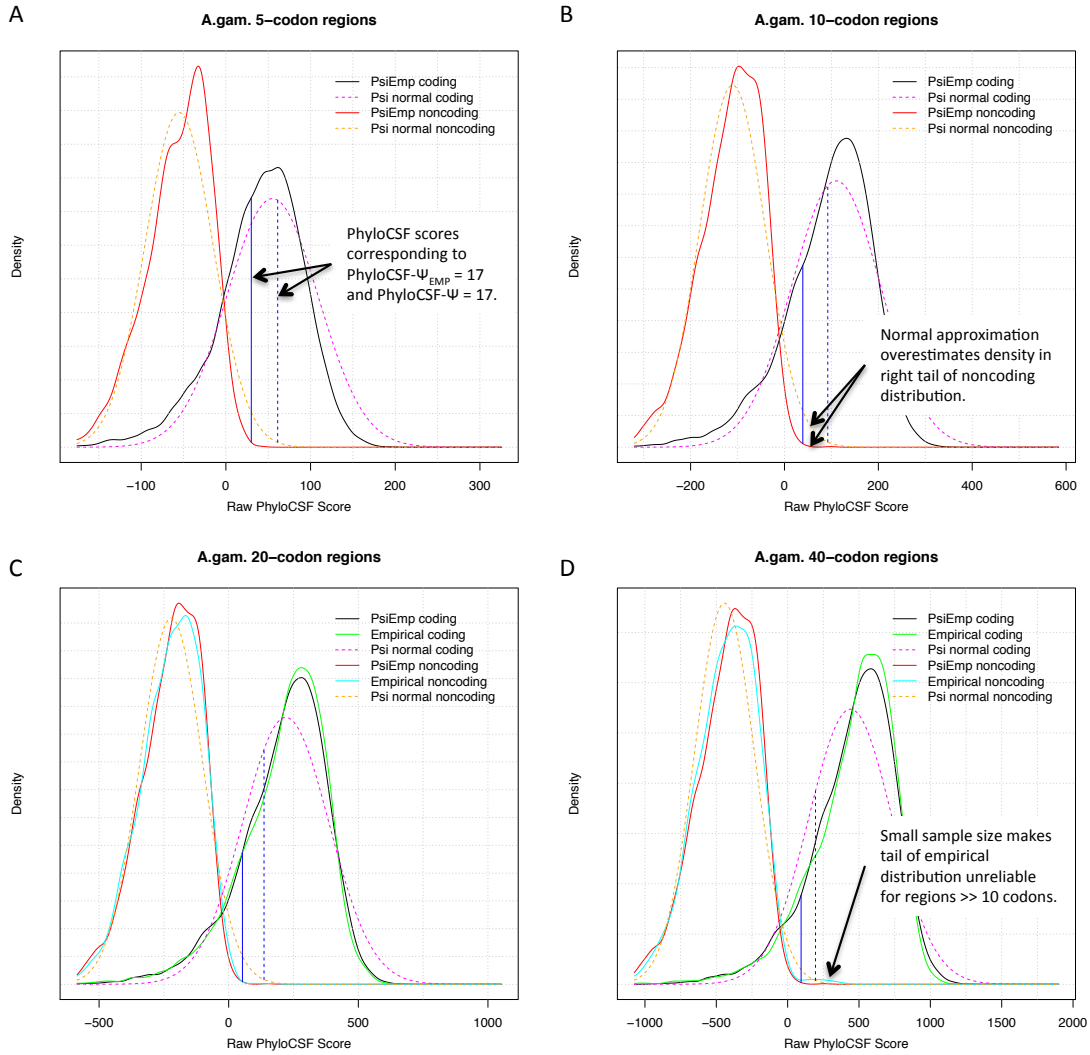 A
A.gam. 5−codon regions
PsiEmp coding
Psi normal coding
PsiEmp noncoding
Psi normal noncoding
PhyloCSF scores
corresponding to
PhyloCSF-Ψ_EMP = 17
and PhyloCSF-Ψ = 17.
Density
−100
0
100
200
300
Raw PhyloCSF Score
B
A.gam. 10−codon regions
PsiEmp coding
Psi normal coding
PsiEmp noncoding
Psi normal noncoding
Normal approximation
overestimates density in
right tail of noncoding
distribution.
Density
−200
0
200
400
600
Raw PhyloCSF Score
C
A.gam. 20−codon regions
PsiEmp coding
Empirical coding
Psi normal coding
PsiEmp noncoding
Empirical noncoding
Psi normal noncoding
Density
−500
0
500
1000
Raw PhyloCSF Score
D
A.gam. 40−codon regions
PsiEmp coding
Empirical coding
Psi normal coding
PsiEmp noncoding
Empirical noncoding
Psi normal noncoding
Small sample size makes
tail of empirical
distribution unreliable
for regions >> 10 codons.
Density
−1000
−500
0
500
1000
1500
2000
Raw PhyloCSF Score